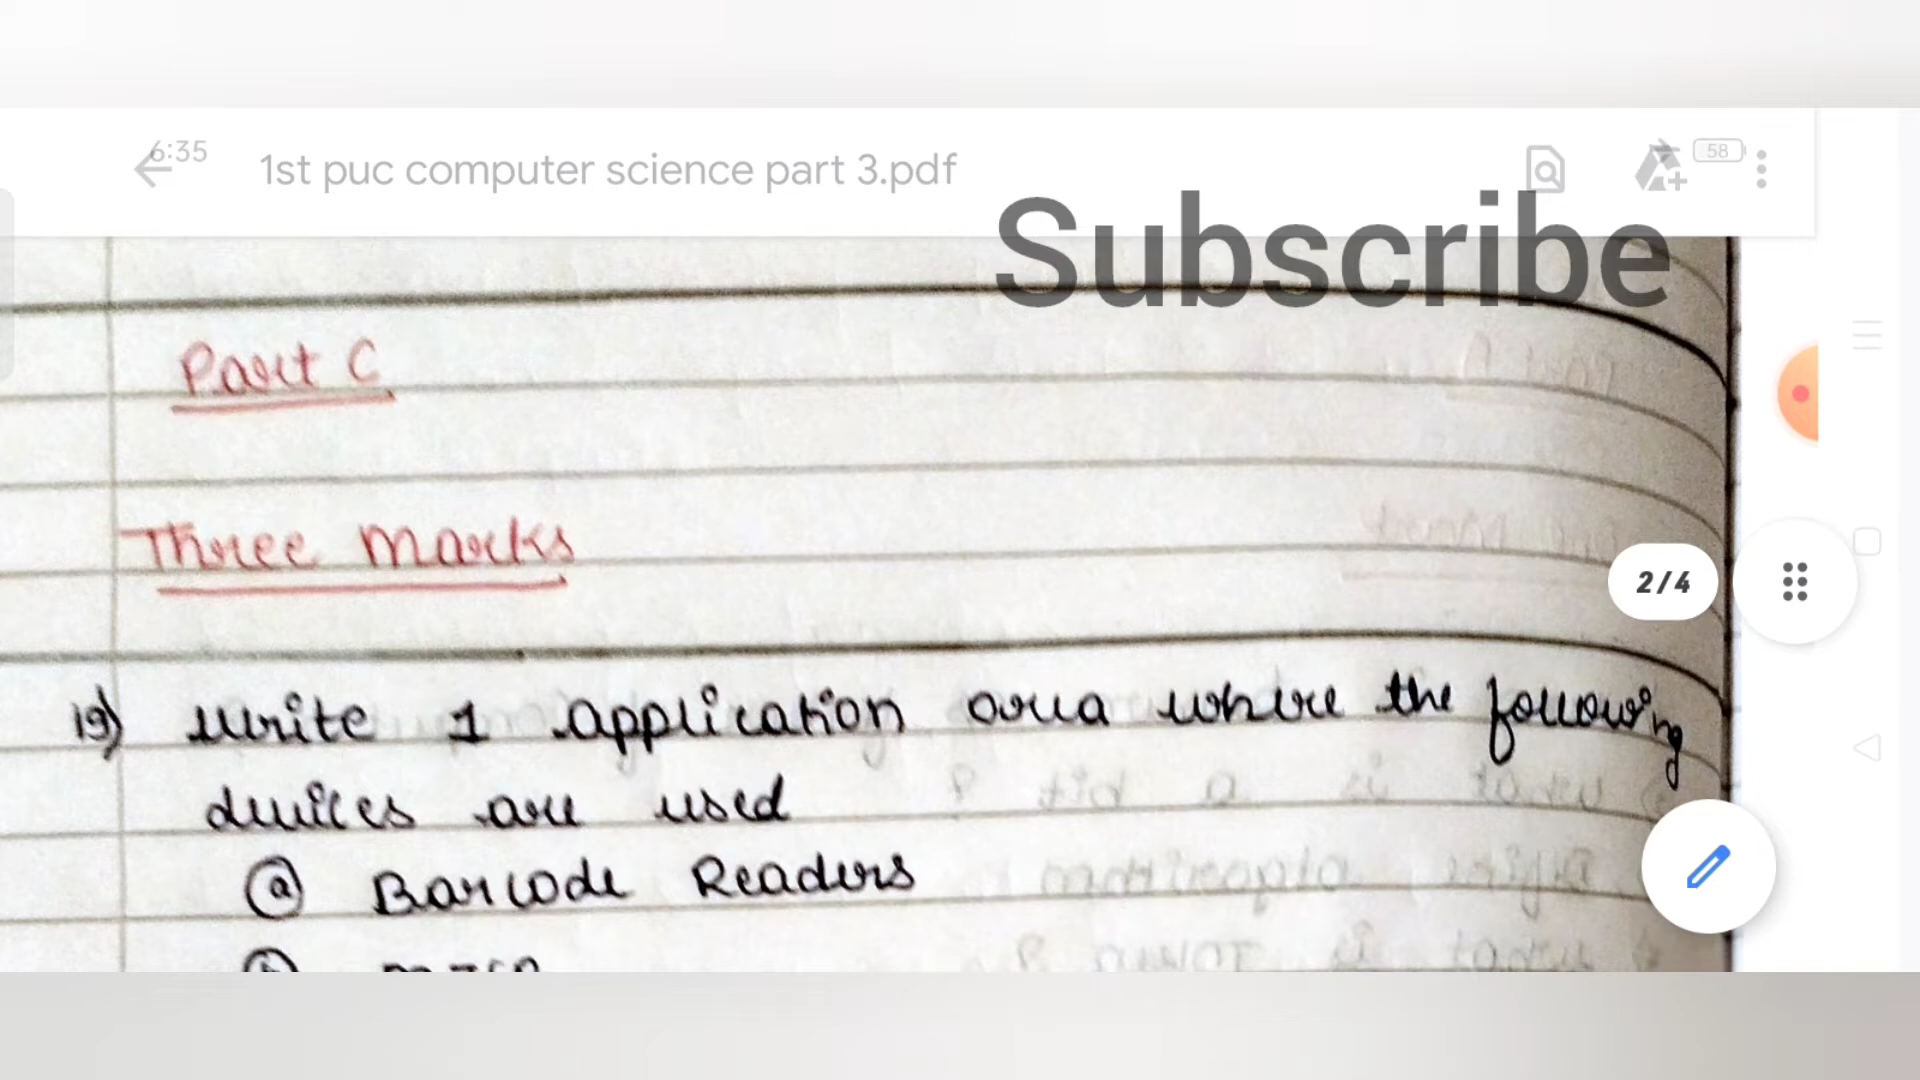 6:35
1st puc computer science part 3.pdf
58
Subscribe
Part C
Three Marks
2/4
19) Write 1 application area where the following
devices are used
ⓐ Barcode Readers
ⓑ